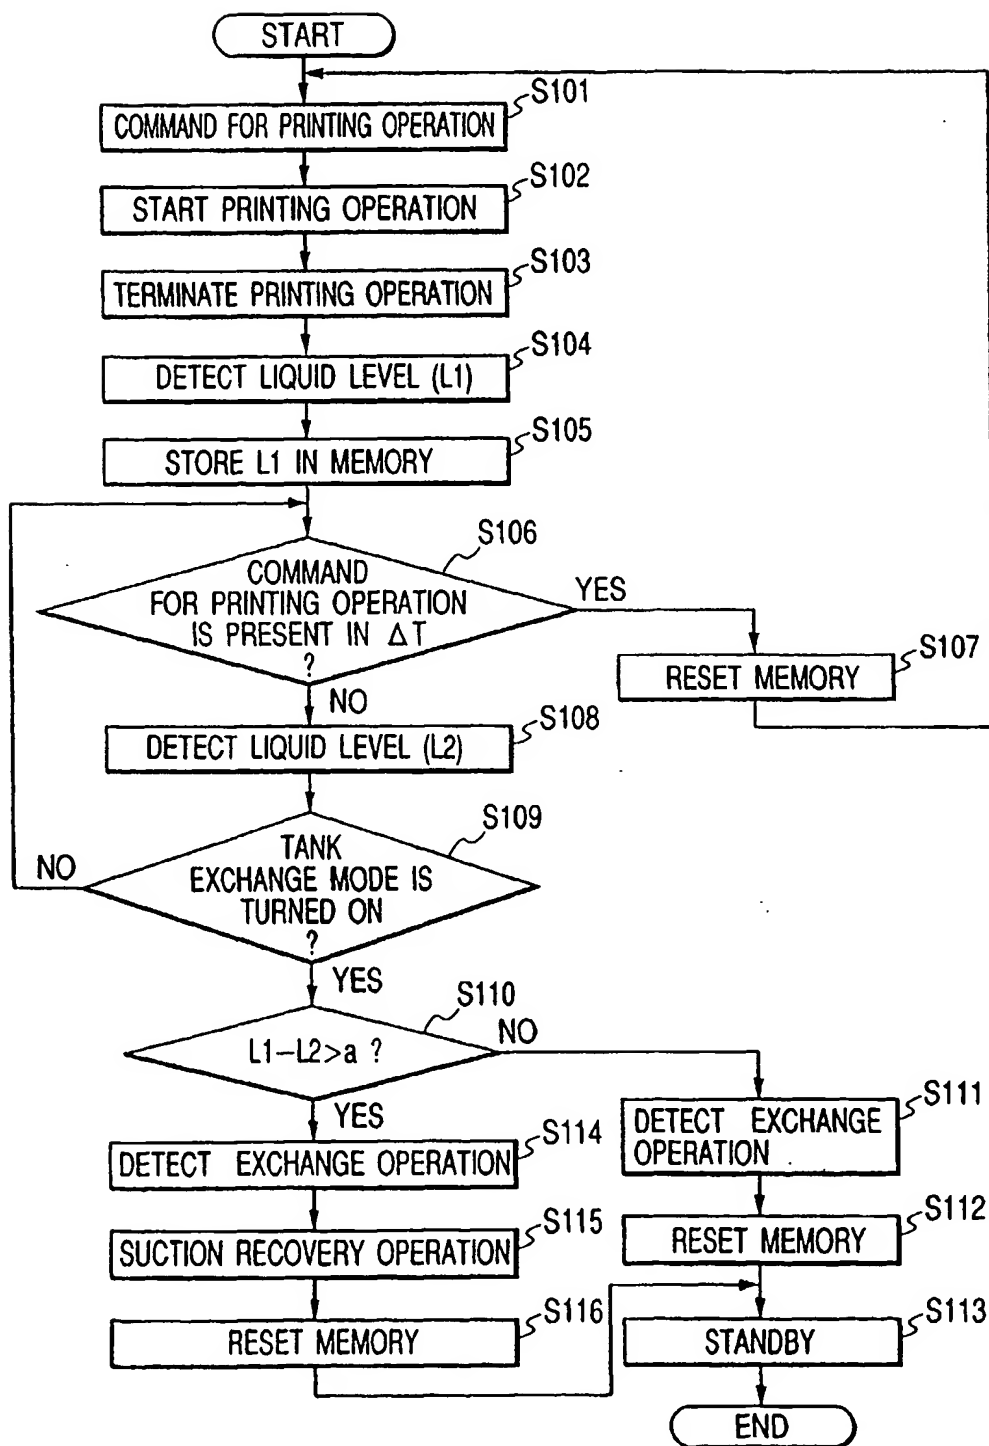 START
S101
COMMAND FOR PRINTING OPERATION
S102
START PRINTING OPERATION
S103
TERMINATE PRINTING OPERATION
S104
DETECT LIQUID LEVEL (L1)
S105
STORE L1 IN MEMORY
S106
COMMAND
FOR PRINTING OPERATION
IS PRESENT IN ΔT
?
YES
S107
RESET MEMORY
NO
S108
DETECT LIQUID LEVEL (L2)
S109
TANK
EXCHANGE MODE IS
TURNED ON
?
NO
YES
S110
L1-L2>a ?
NO
S111
DETECT EXCHANGE
OPERATION
YES
S114
DETECT EXCHANGE OPERATION
S112
RESET MEMORY
S115
SUCTION RECOVERY OPERATION
S116
RESET MEMORY
S113
STANDBY
END